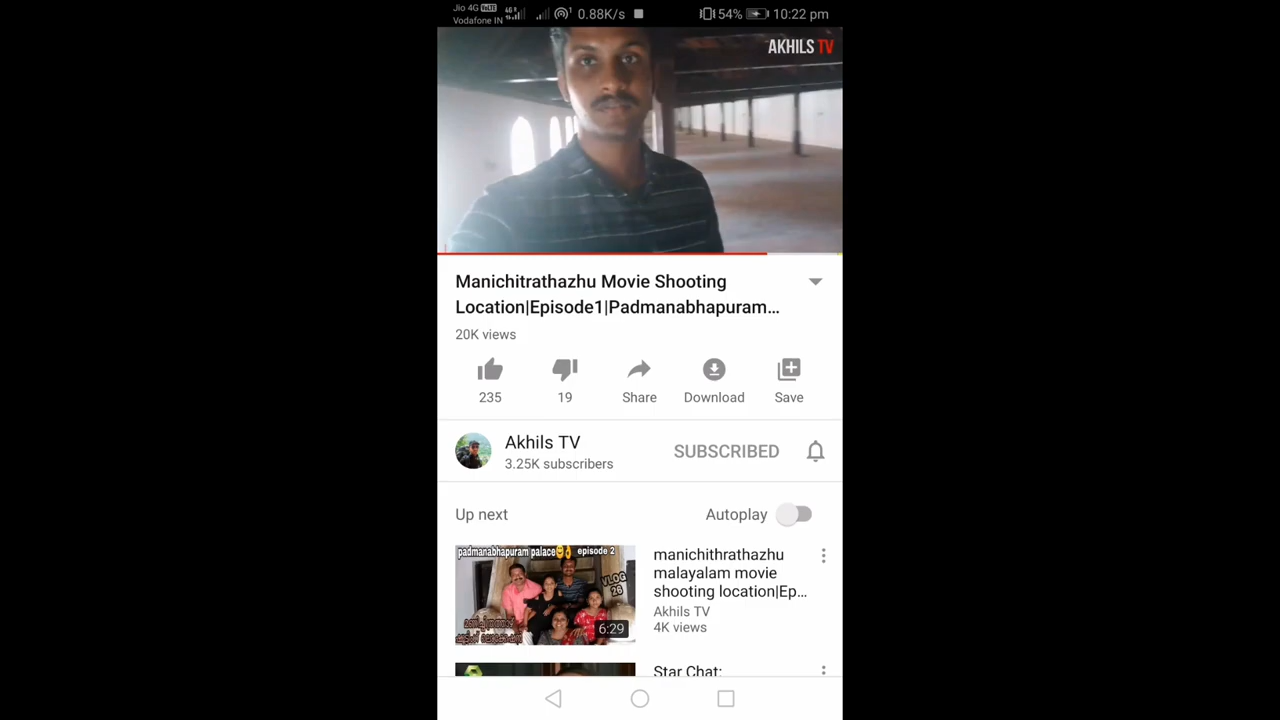 Jio 4G VoLTE 4G 0.88K/s 54% 10:22 pm
Vodafone IN
AKHILS TV
Manichitrathazhu Movie Shooting
Location|Episode1|Padmanabhapuram...
20K views
235 19 Share Download Save
Akhils TV
3.25K subscribers
SUBSCRIBED
Up next Autoplay
padmanabhapuram palace episode 2
VLOG
26
6:29
manichithrathazhu
malayalam movie
shooting location|Ep...
Akhils TV
4K views
Star Chat: